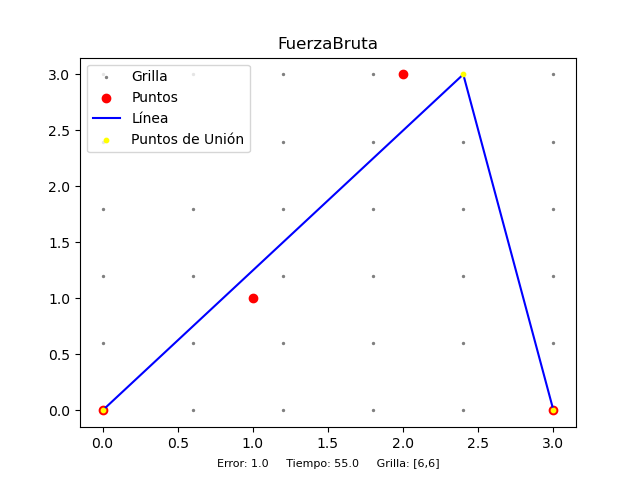 FuerzaBruta
Grilla
Puntos
Línea
Puntos de Unión
3.0
2.5
2.0
1.5
1.0
0.5
0.0
0.0 0.5 1.0 1.5 2.0 2.5 3.0
Error: 1.0 Tiempo: 55.0 Grilla: [6,6]